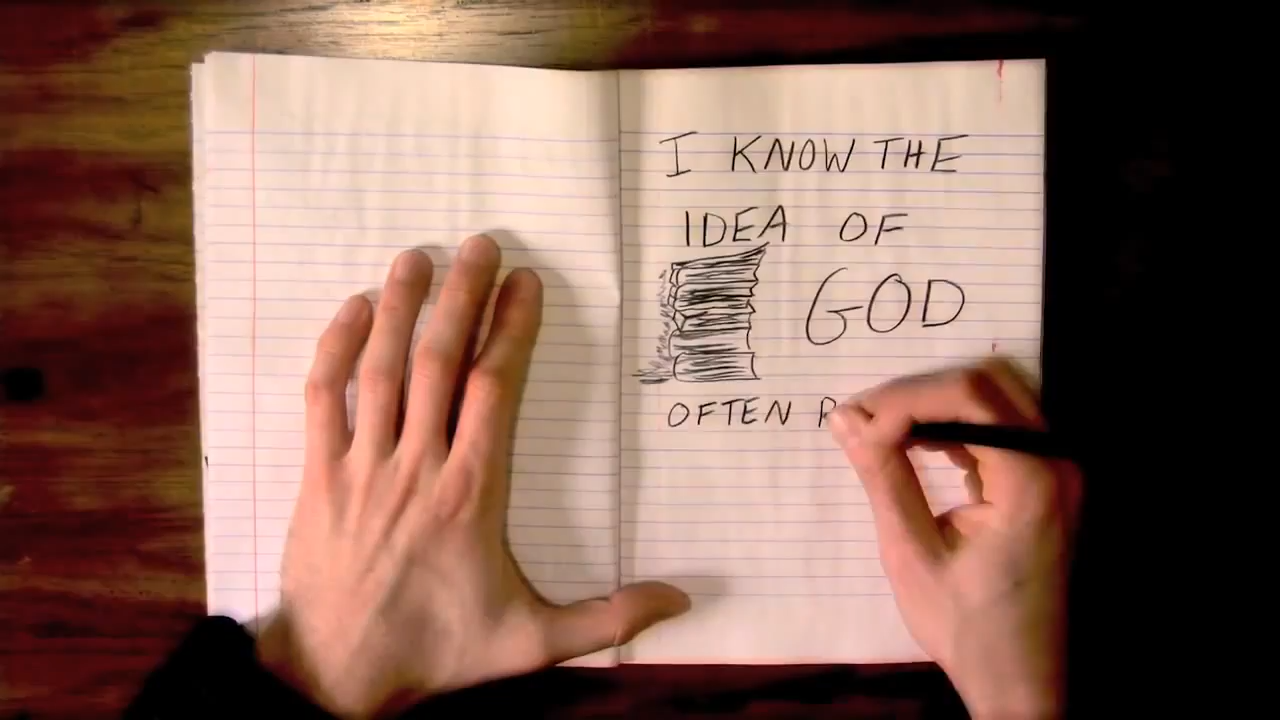 I KNOW THE
IDEA OF
GOD
OFTEN